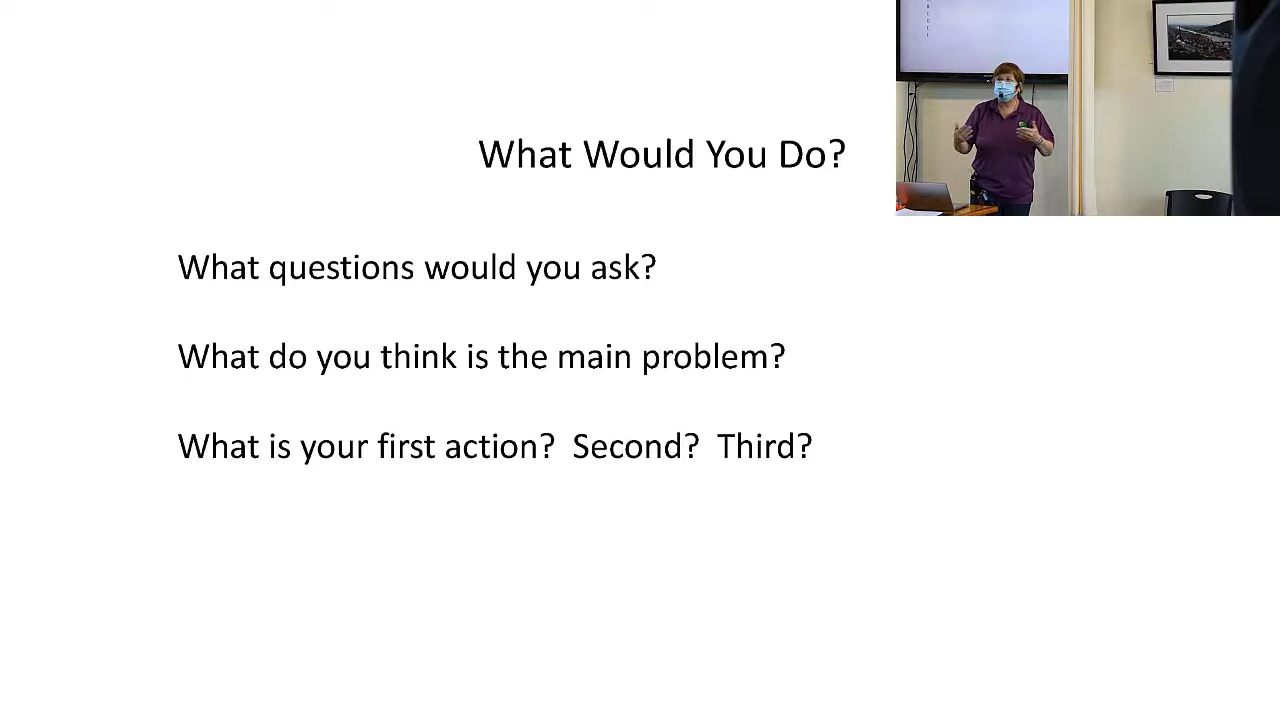 What Would You Do?
What questions would you ask?
What do you think is the main problem?
What is your first action?  Second?  Third?